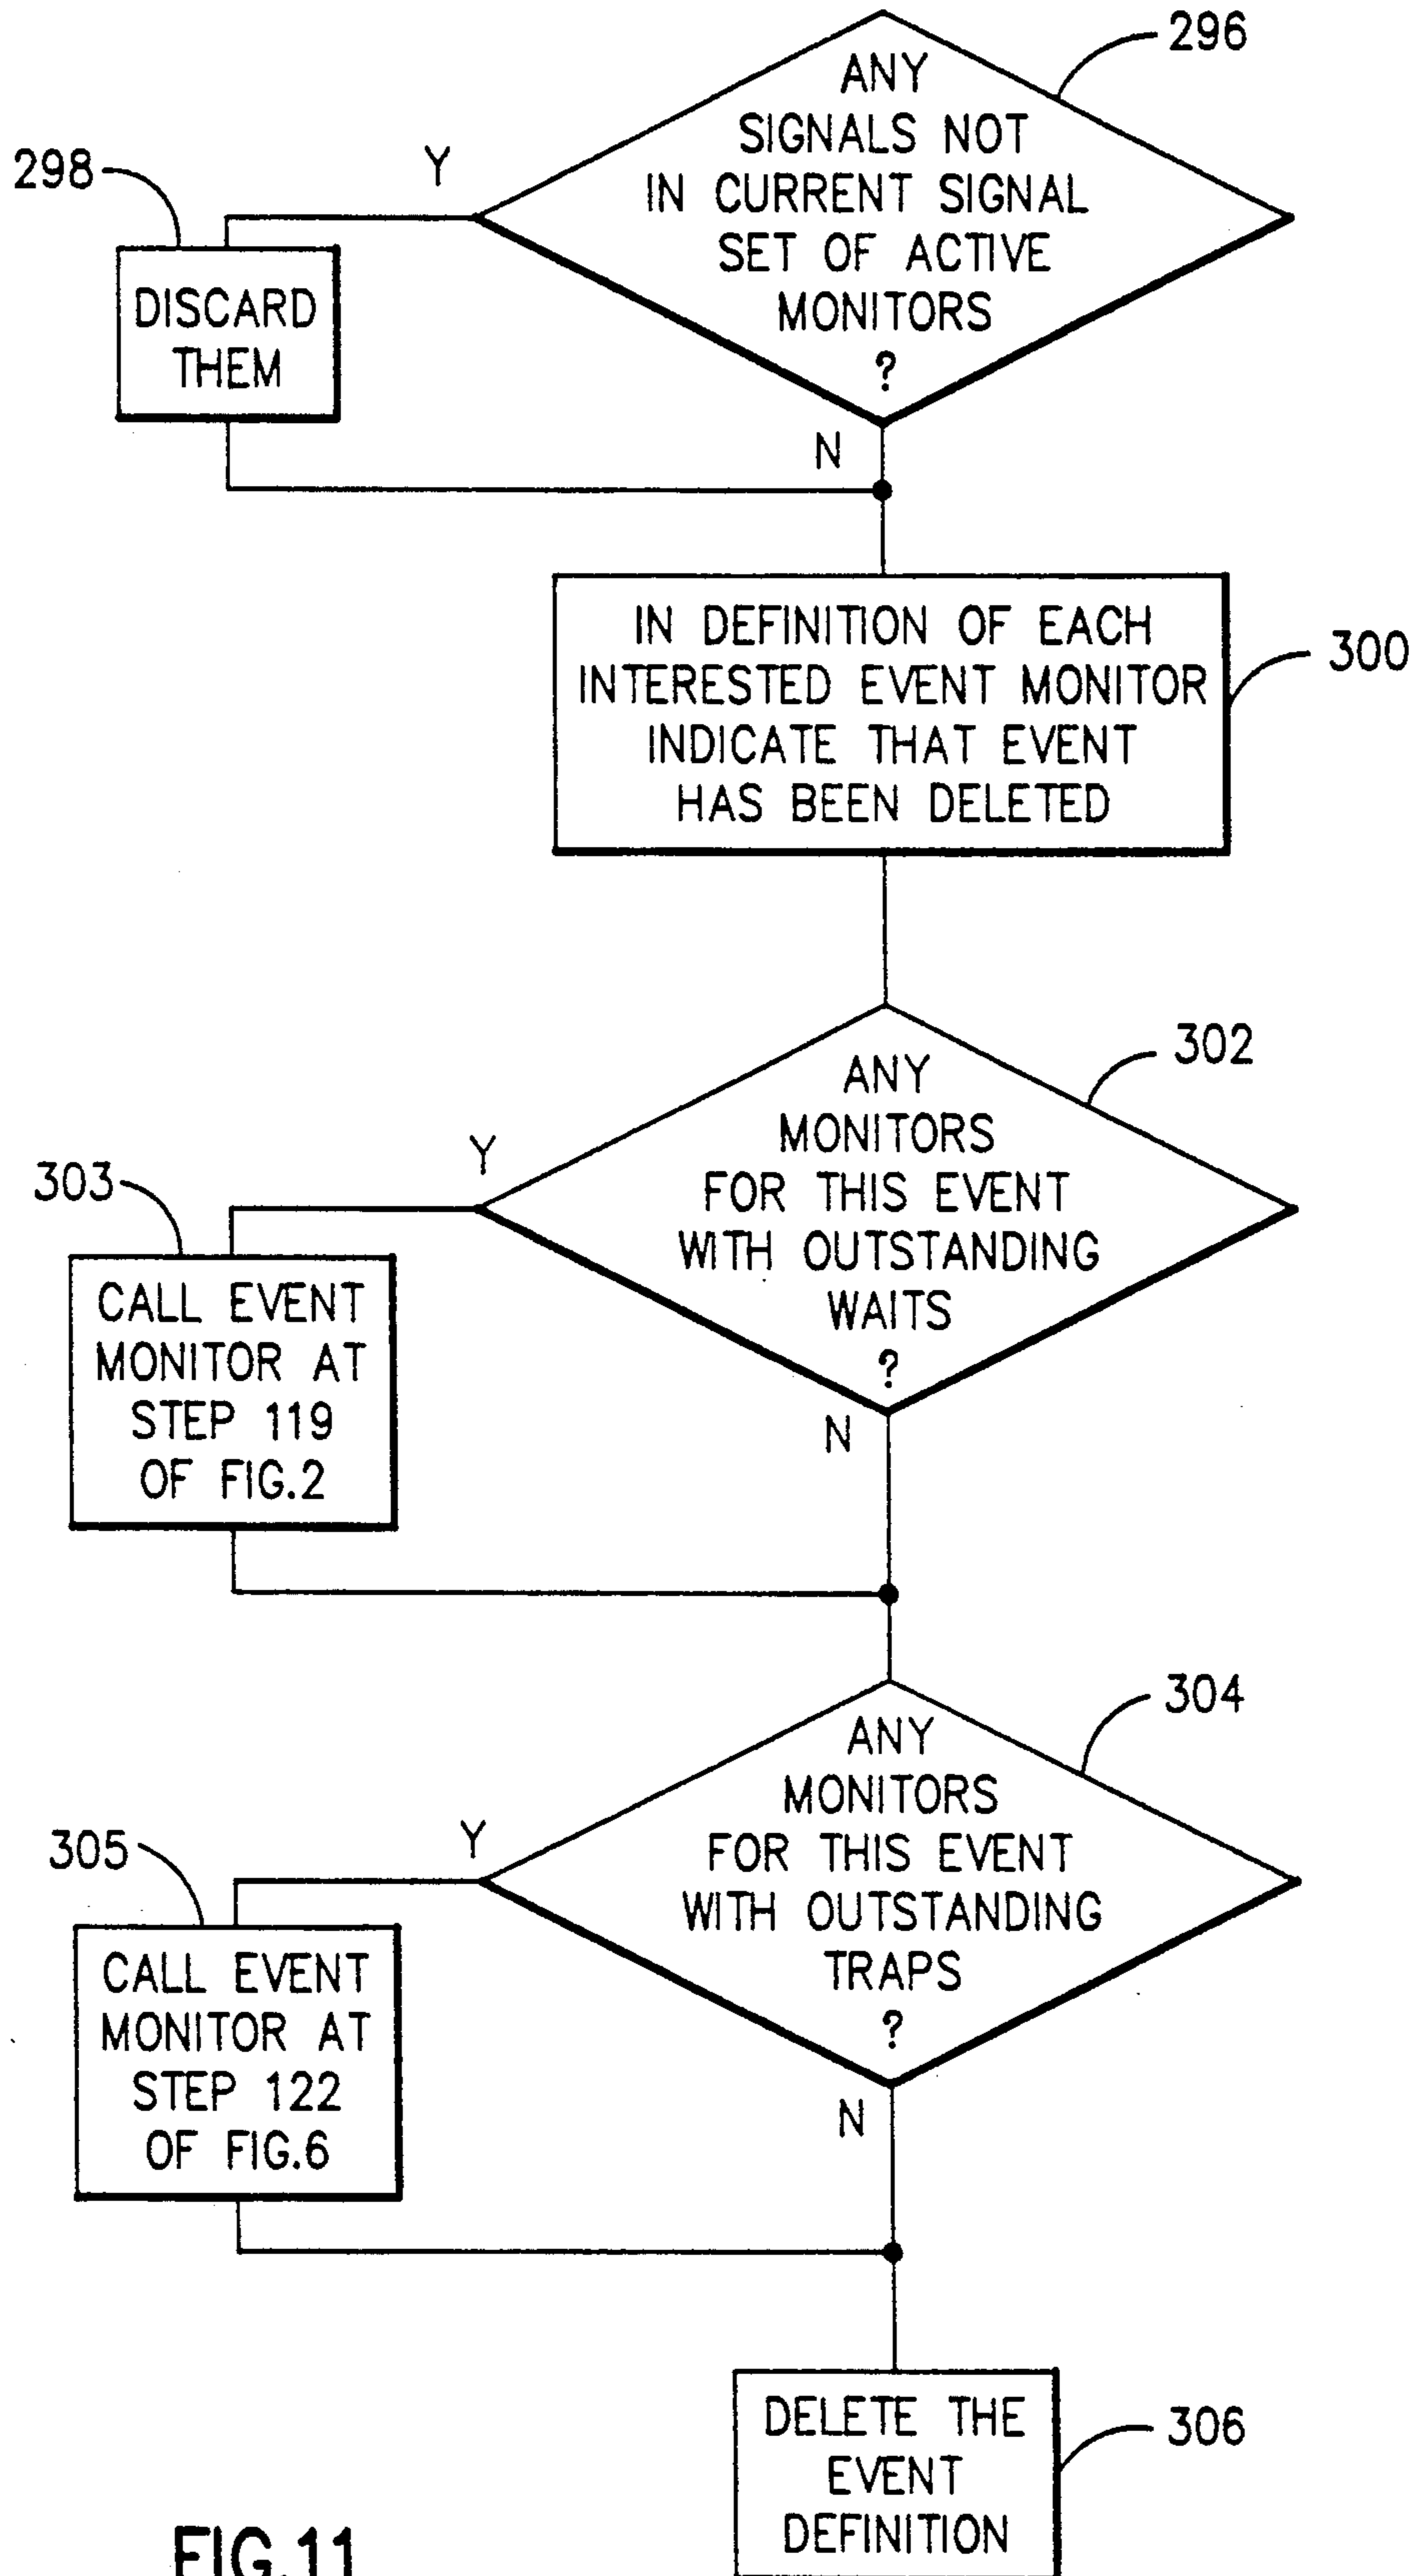 296
ANY
SIGNALS NOT
IN CURRENT SIGNAL
SET OF ACTIVE
MONITORS
?
Y
298
DISCARD
THEM
N
IN DEFINITION OF EACH
INTERESTED EVENT MONITOR
INDICATE THAT EVENT
HAS BEEN DELETED
300
302
ANY
MONITORS
FOR THIS EVENT
WITH OUTSTANDING
WAITS
?
Y
303
CALL EVENT
MONITOR AT
STEP 119
OF FIG.2
N
304
ANY
MONITORS
FOR THIS EVENT
WITH OUTSTANDING
TRAPS
?
Y
305
CALL EVENT
MONITOR AT
STEP 122
OF FIG.6
N
DELETE THE
EVENT
DEFINITION
306
FIG.11